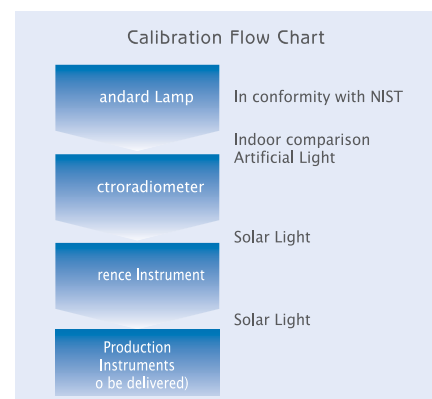 Calibration Flow Chart
andard Lamp
In conformity with NIST
Indoor comparison
Artificial Light
ctroradiometer
Solar Light
rence Instrument
Solar Light
Production
Instruments
o be delivered)